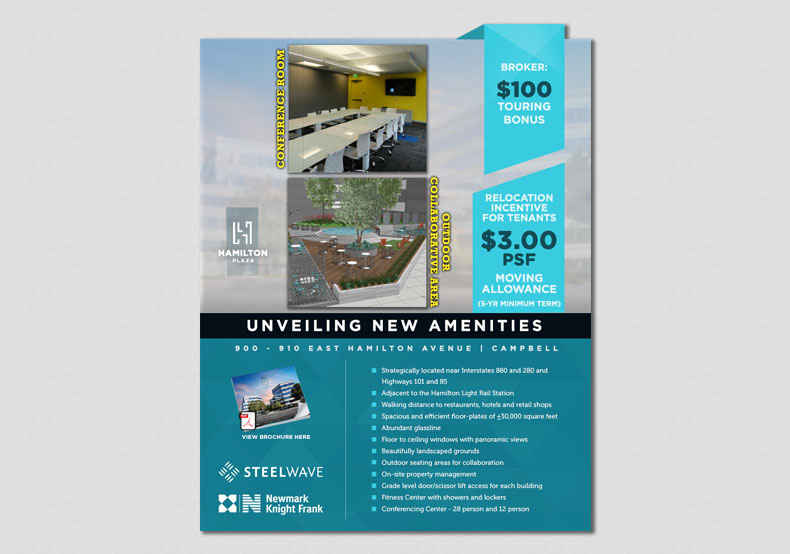 CONFERENCE ROOM
OUTDOOR
COLLABORATIVE AREA
HAMILTON
PLAZA
BROKER:
$100
TOURING
BONUS
RELOCATION
INCENTIVE
FOR TENANTS
$3.00
PSF
MOVING
ALLOWANCE
(5-YR MINIMUM TERM)
UNVEILING NEW AMENITIES
900 - 910 EAST HAMILTON AVENUE | CAMPBELL
VIEW BROCHURE HERE
STEELWAVE
Newmark
Knight Frank
Strategically located near Interstates 880 and 280 and
Highways 101 and 85
Adjacent to the Hamilton Light Rail Station
Walking distance to restaurants, hotels and retail shops
Spacious and efficient floor-plates of ±30,000 square feet
Abundant glassline
Floor to ceiling windows with panoramic views
Beautifully landscaped grounds
Outdoor seating areas for collaboration
On-site property management
Grade level door/scissor lift access for each building
Fitness Center with showers and lockers
Conferencing Center - 28 person and 12 person